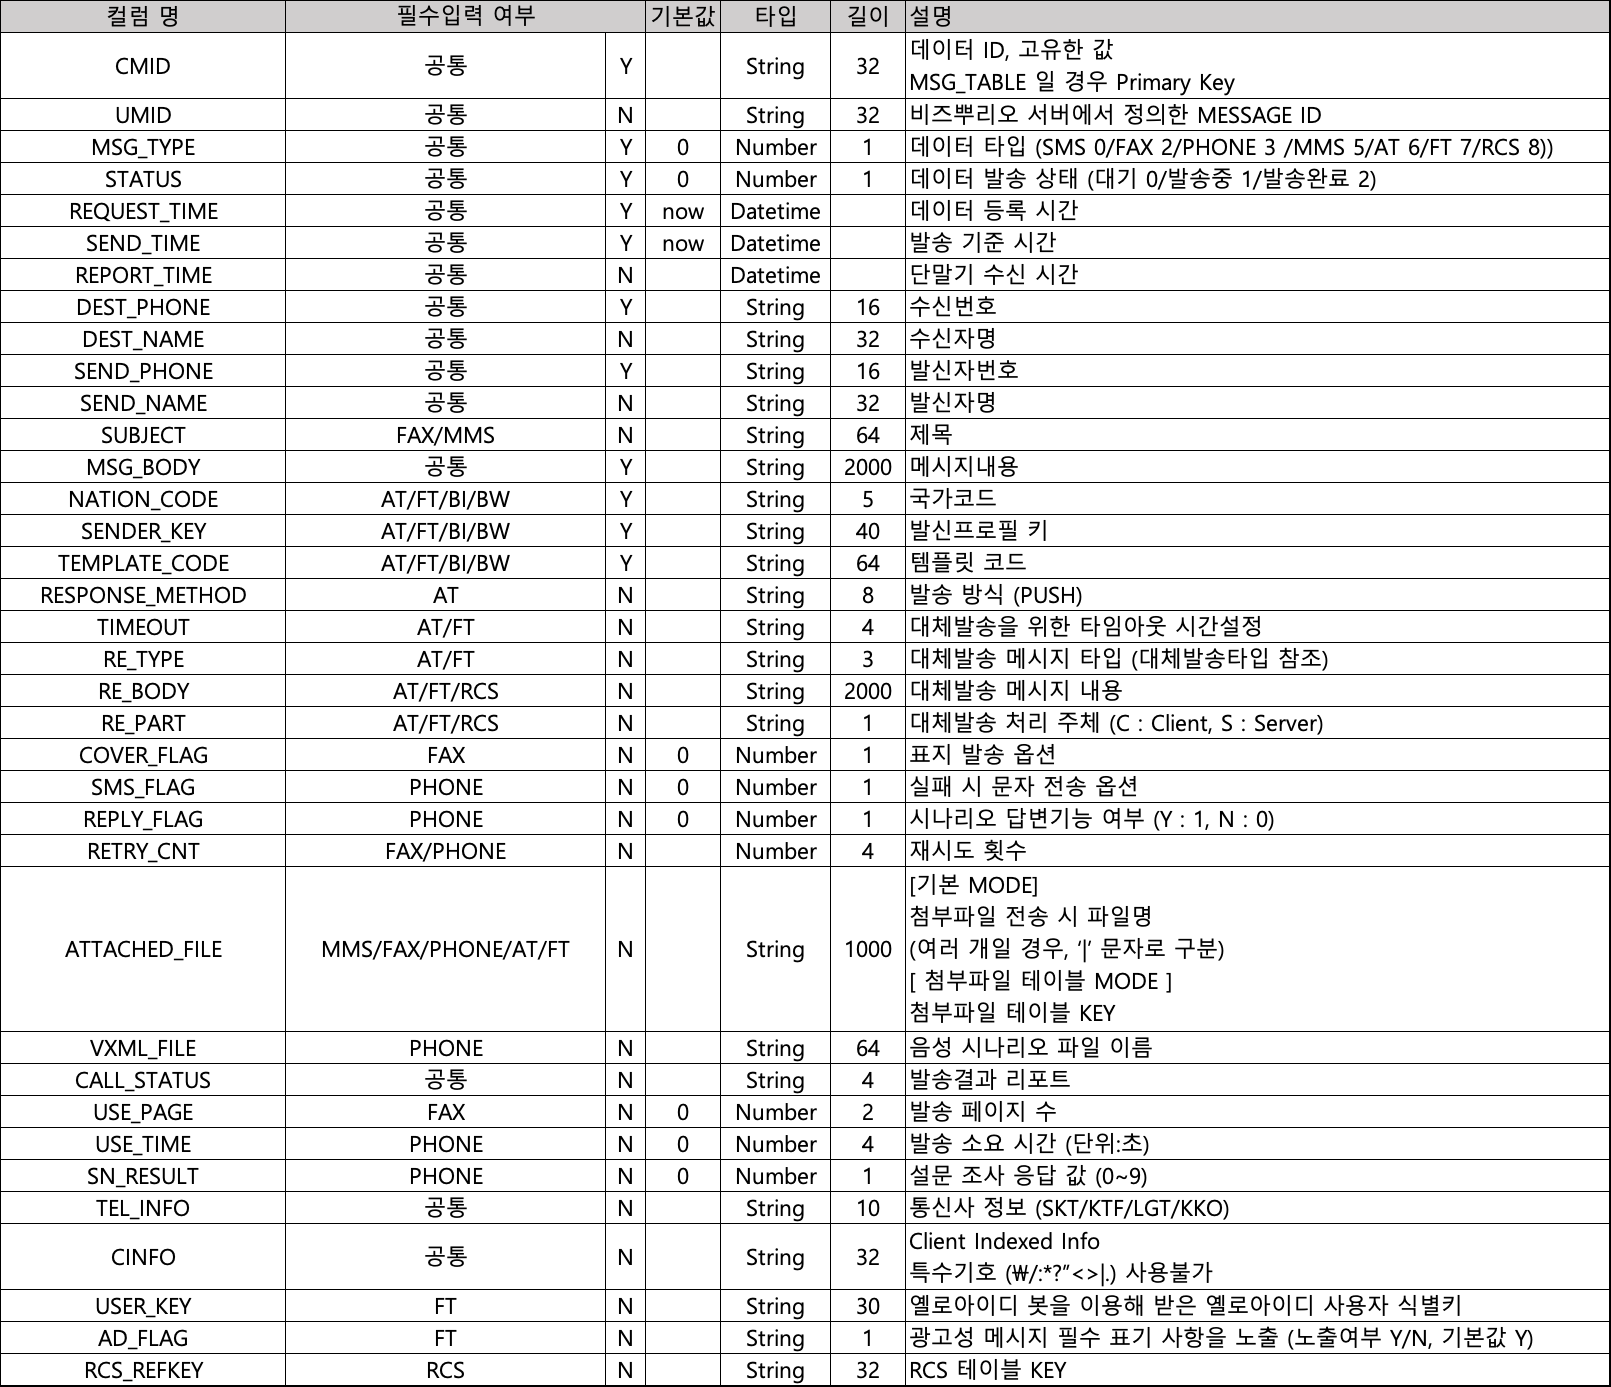 컬럼 명 필수입력 여부 기본값 타입 길이 설명
CMID 공통 Y String 32 데이터 ID, 고유한 값
MSG_TABLE 일 경우 Primary Key
UMID 공통 N String 32 비즈뿌리오 서버에서 정의한 MESSAGE ID
MSG_TYPE 공통 Y 0 Number 1 데이터 타입 (SMS 0/FAX 2/PHONE 3 /MMS 5/AT 6/FT 7/RCS 8))
STATUS 공통 Y 0 Number 1 데이터 발송 상태 (대기 0/발송중 1/발송완료 2)
REQUEST_TIME 공통 Y now Datetime 데이터 등록 시간
SEND_TIME 공통 Y now Datetime 발송 기준 시간
REPORT_TIME 공통 N Datetime 단말기 수신 시간
DEST_PHONE 공통 Y String 16 수신번호
DEST_NAME 공통 N String 32 수신자명
SEND_PHONE 공통 Y String 16 발신자번호
SEND_NAME 공통 N String 32 발신자명
SUBJECT FAX/MMS N String 64 제목
MSG_BODY 공통 Y String 2000 메시지내용
NATION_CODE AT/FT/BI/BW Y String 5 국가코드
SENDER_KEY AT/FT/BI/BW Y String 40 발신프로필 키
TEMPLATE_CODE AT/FT/BI/BW Y String 64 템플릿 코드
RESPONSE_METHOD AT N String 8 발송 방식 (PUSH)
TIMEOUT AT/FT N String 4 대체발송을 위한 타임아웃 시간설정
RE_TYPE AT/FT N String 3 대체발송 메시지 타입 (대체발송타입 참조)
RE_BODY AT/FT/RCS N String 2000 대체발송 메시지 내용
RE_PART AT/FT/RCS N String 1 대체발송 처리 주체 (C : Client, S : Server)
COVER_FLAG FAX N 0 Number 1 표지 발송 옵션
SMS_FLAG PHONE N 0 Number 1 실패 시 문자 전송 옵션
REPLY_FLAG PHONE N 0 Number 1 시나리오 답변기능 여부 (Y : 1, N : 0)
RETRY_CNT FAX/PHONE N Number 4 재시도 횟수
ATTACHED_FILE MMS/FAX/PHONE/AT/FT N String 1000 [기본 MODE]
첨부파일 전송 시 파일명
(여러 개일 경우, ‘|’ 문자로 구분)
[ 첨부파일 테이블 MODE ]
첨부파일 테이블 KEY
VXML_FILE PHONE N String 64 음성 시나리오 파일 이름
CALL_STATUS 공통 N String 4 발송결과 리포트
USE_PAGE FAX N 0 Number 2 발송 페이지 수
USE_TIME PHONE N 0 Number 4 발송 소요 시간 (단위:초)
SN_RESULT PHONE N 0 Number 1 설문 조사 응답 값 (0~9)
TEL_INFO 공통 N String 10 통신사 정보 (SKT/KTF/LGT/KKO)
CINFO 공통 N String 32 Client Indexed Info
특수기호 (₩/:*?”<>|.) 사용불가
USER_KEY FT N String 30 옐로아이디 봇을 이용해 받은 옐로아이디 사용자 식별키
AD_FLAG FT N String 1 광고성 메시지 필수 표기 사항을 노출 (노출여부 Y/N, 기본값 Y)
RCS_REFKEY RCS N String 32 RCS 테이블 KEY